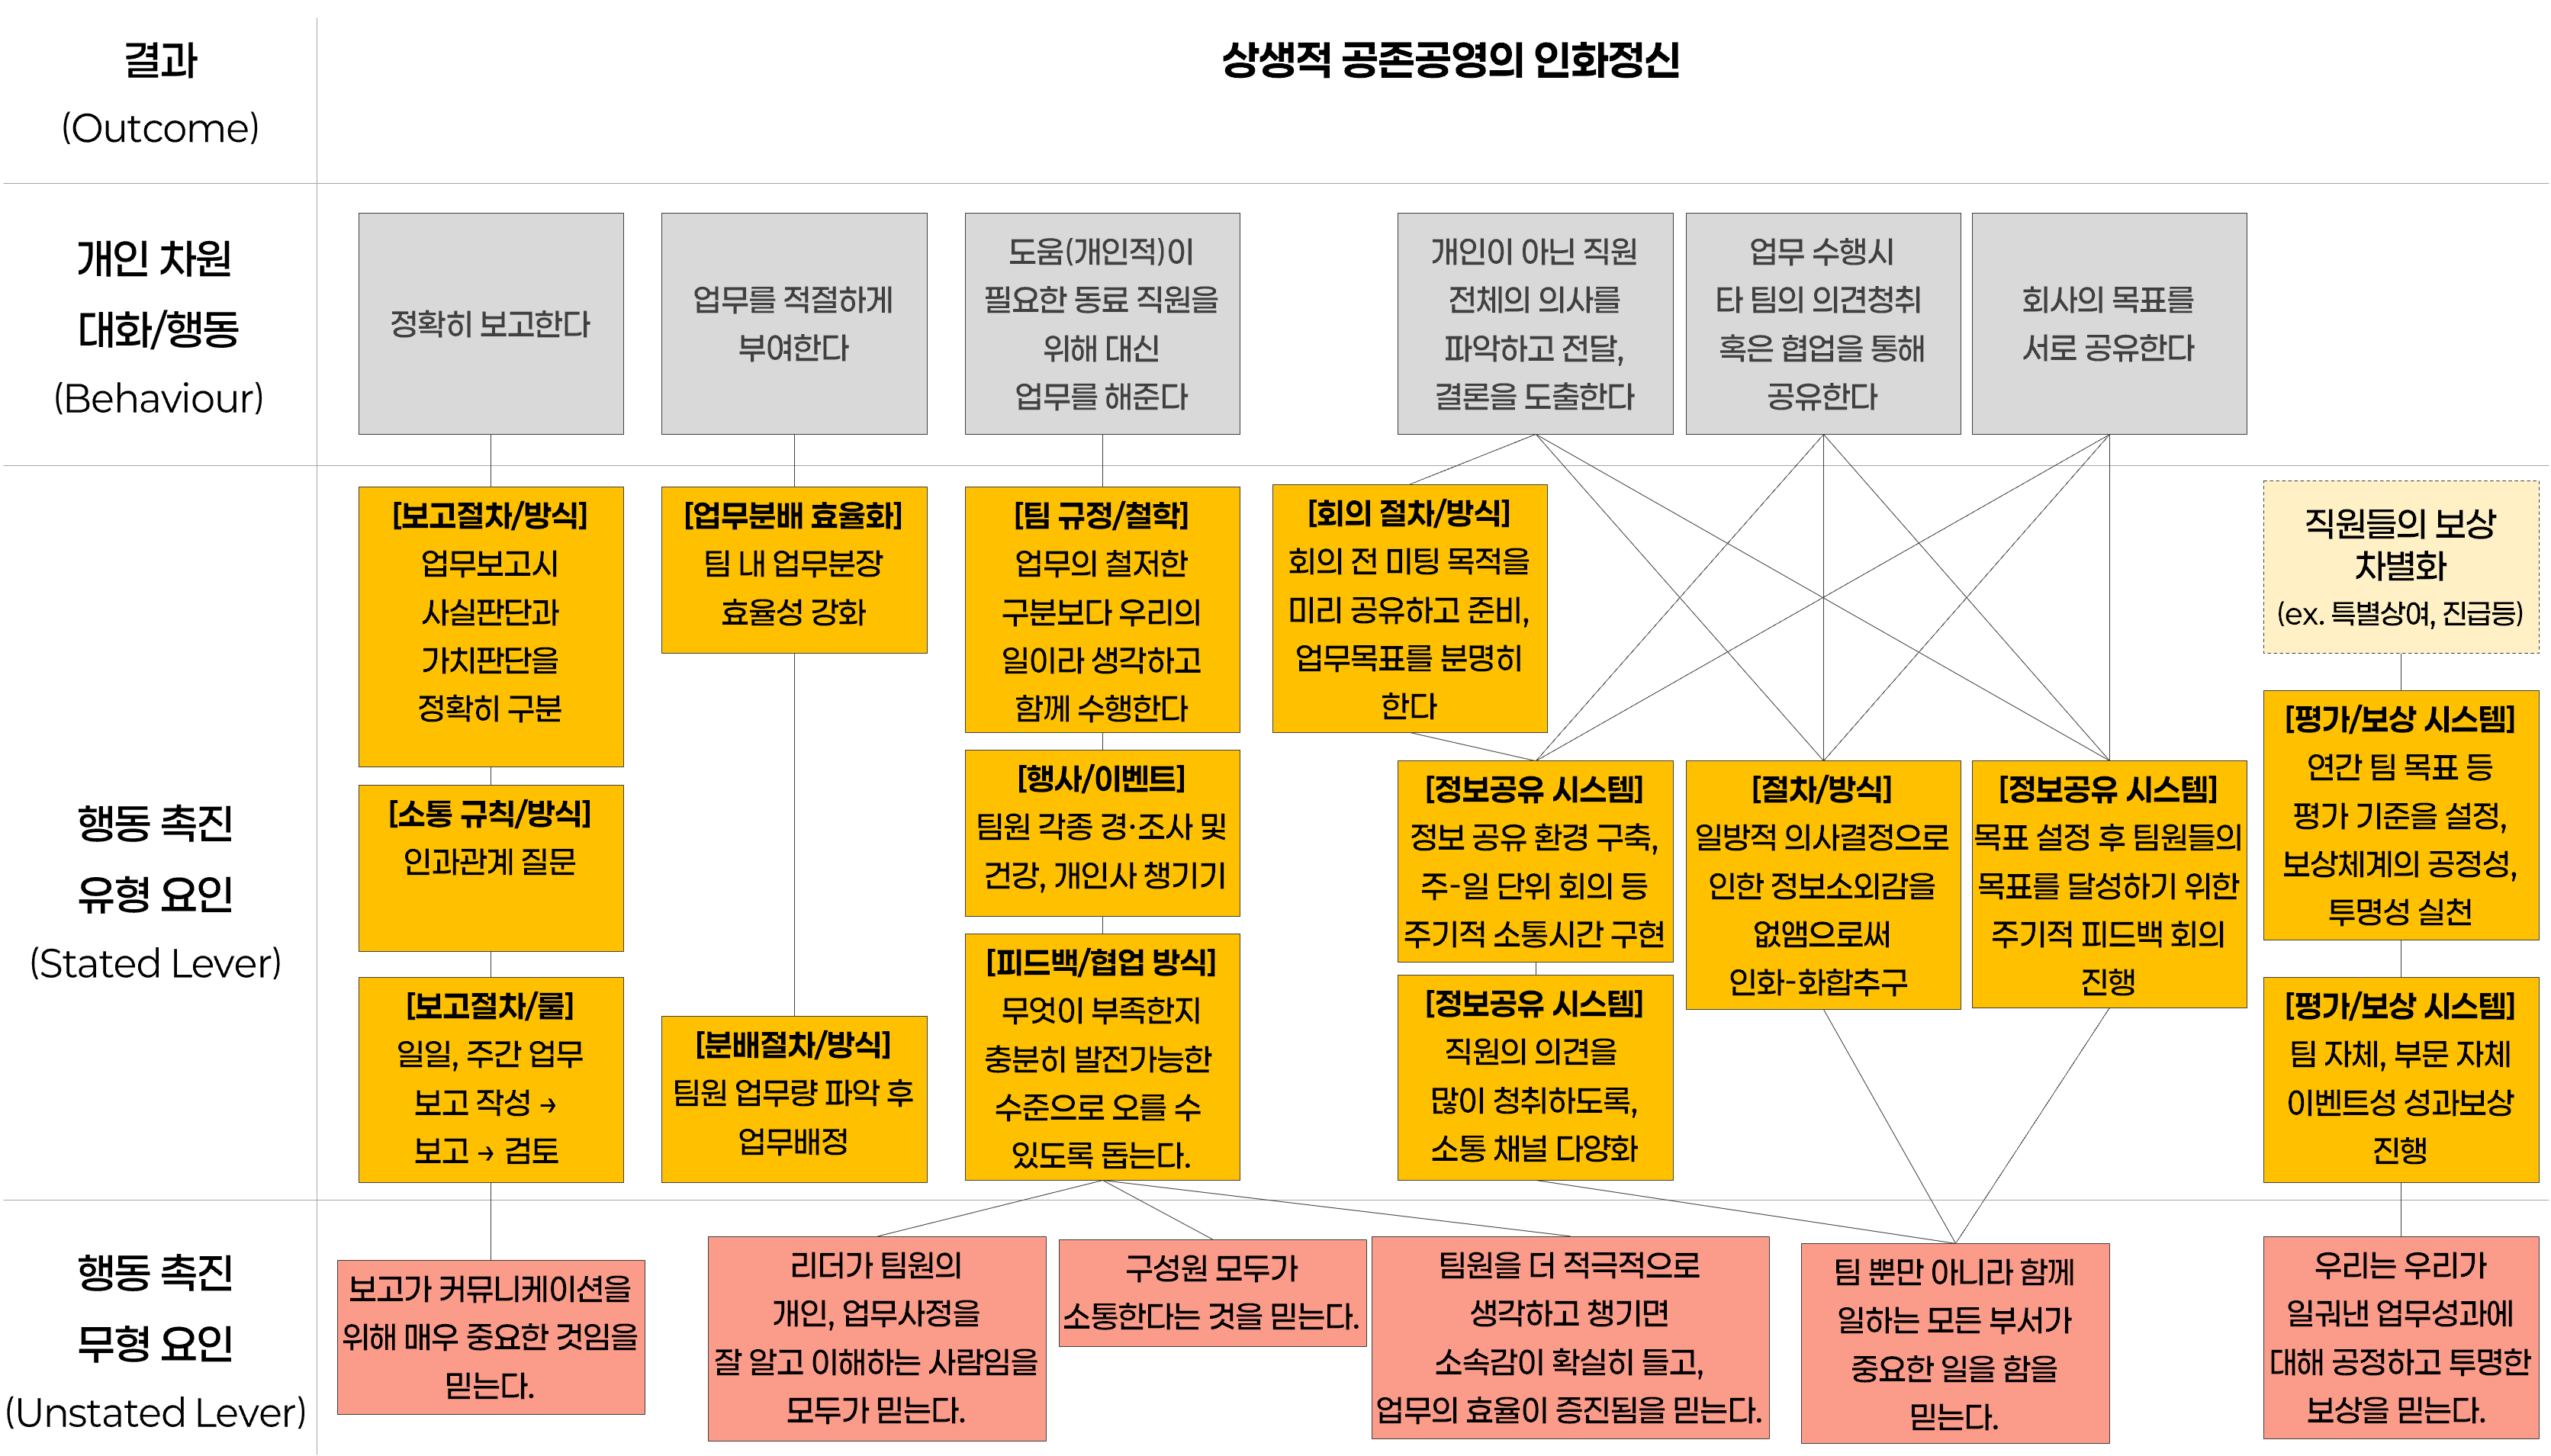 결과
(Outcome)
상생적 공존공영의 인화정신
개인 차원
대화/행동
(Behaviour)
정확히 보고한다
업무를 적절하게
부여한다
도움(개인적)이
필요한 동료 직원을
위해 대신
업무를 해준다
개인이 아닌 직원
전체의 의사를
파악하고 전달,
결론을 도출한다
업무 수행시
타 팀의 의견청취
혹은 협업을 통해
공유한다
회사의 목표를
서로 공유한다
행동 촉진
유형 요인
(Stated Lever)
[보고절차/방식]
업무보고시
사실판단과
가치판단을
정확히 구분
[소통 규칙/방식]
인과관계 질문
[보고절차/룰]
일일, 주간 업무
보고 작성 →
보고 → 검토
[업무분배 효율화]
팀 내 업무분장
효율성 강화
[분배절차/방식]
팀원 업무량 파악 후
업무배정
[팀 규정/철학]
업무의 철저한
구분보다 우리의
일이라 생각하고
함께 수행한다
[행사/이벤트]
팀원 각종 경·조사 및
건강, 개인사 챙기기
[피드백/협업 방식]
무엇이 부족한지
충분히 발전가능한
수준으로 오를 수
있도록 돕는다.
[회의 절차/방식]
회의 전 미팅 목적을
미리 공유하고 준비,
업무목표를 분명히
한다
[정보공유 시스템]
정보 공유 환경 구축,
주-일 단위 회의 등
주기적 소통시간 구현
[정보공유 시스템]
직원의 의견을
많이 청취하도록,
소통 채널 다양화
[절차/방식]
일방적 의사결정으로
인한 정보소외감을
없앰으로써
인화-화합추구
[정보공유 시스템]
목표 설정 후 팀원들의
목표를 달성하기 위한
주기적 피드백 회의
진행
직원들의 보상
차별화
(ex. 특별상여, 진급등)
[평가/보상 시스템]
연간 팀 목표 등
평가 기준을 설정,
보상체계의 공정성,
투명성 실천
[평가/보상 시스템]
팀 자체, 부문 자체
이벤트성 성과보상
진행
행동 촉진
무형 요인
(Unstated Lever)
보고가 커뮤니케이션을
위해 매우 중요한 것임을
믿는다.
리더가 팀원의
개인, 업무사정을
잘 알고 이해하는 사람임을
모두가 믿는다.
구성원 모두가
소통한다는 것을 믿는다.
팀원을 더 적극적으로
생각하고 챙기면
소속감이 확실히 들고,
업무의 효율이 증진됨을 믿는다.
팀 뿐만 아니라 함께
일하는 모든 부서가
중요한 일을 함을
믿는다.
우리는 우리가
일궈낸 업무성과에
대해 공정하고 투명한
보상을 믿는다.